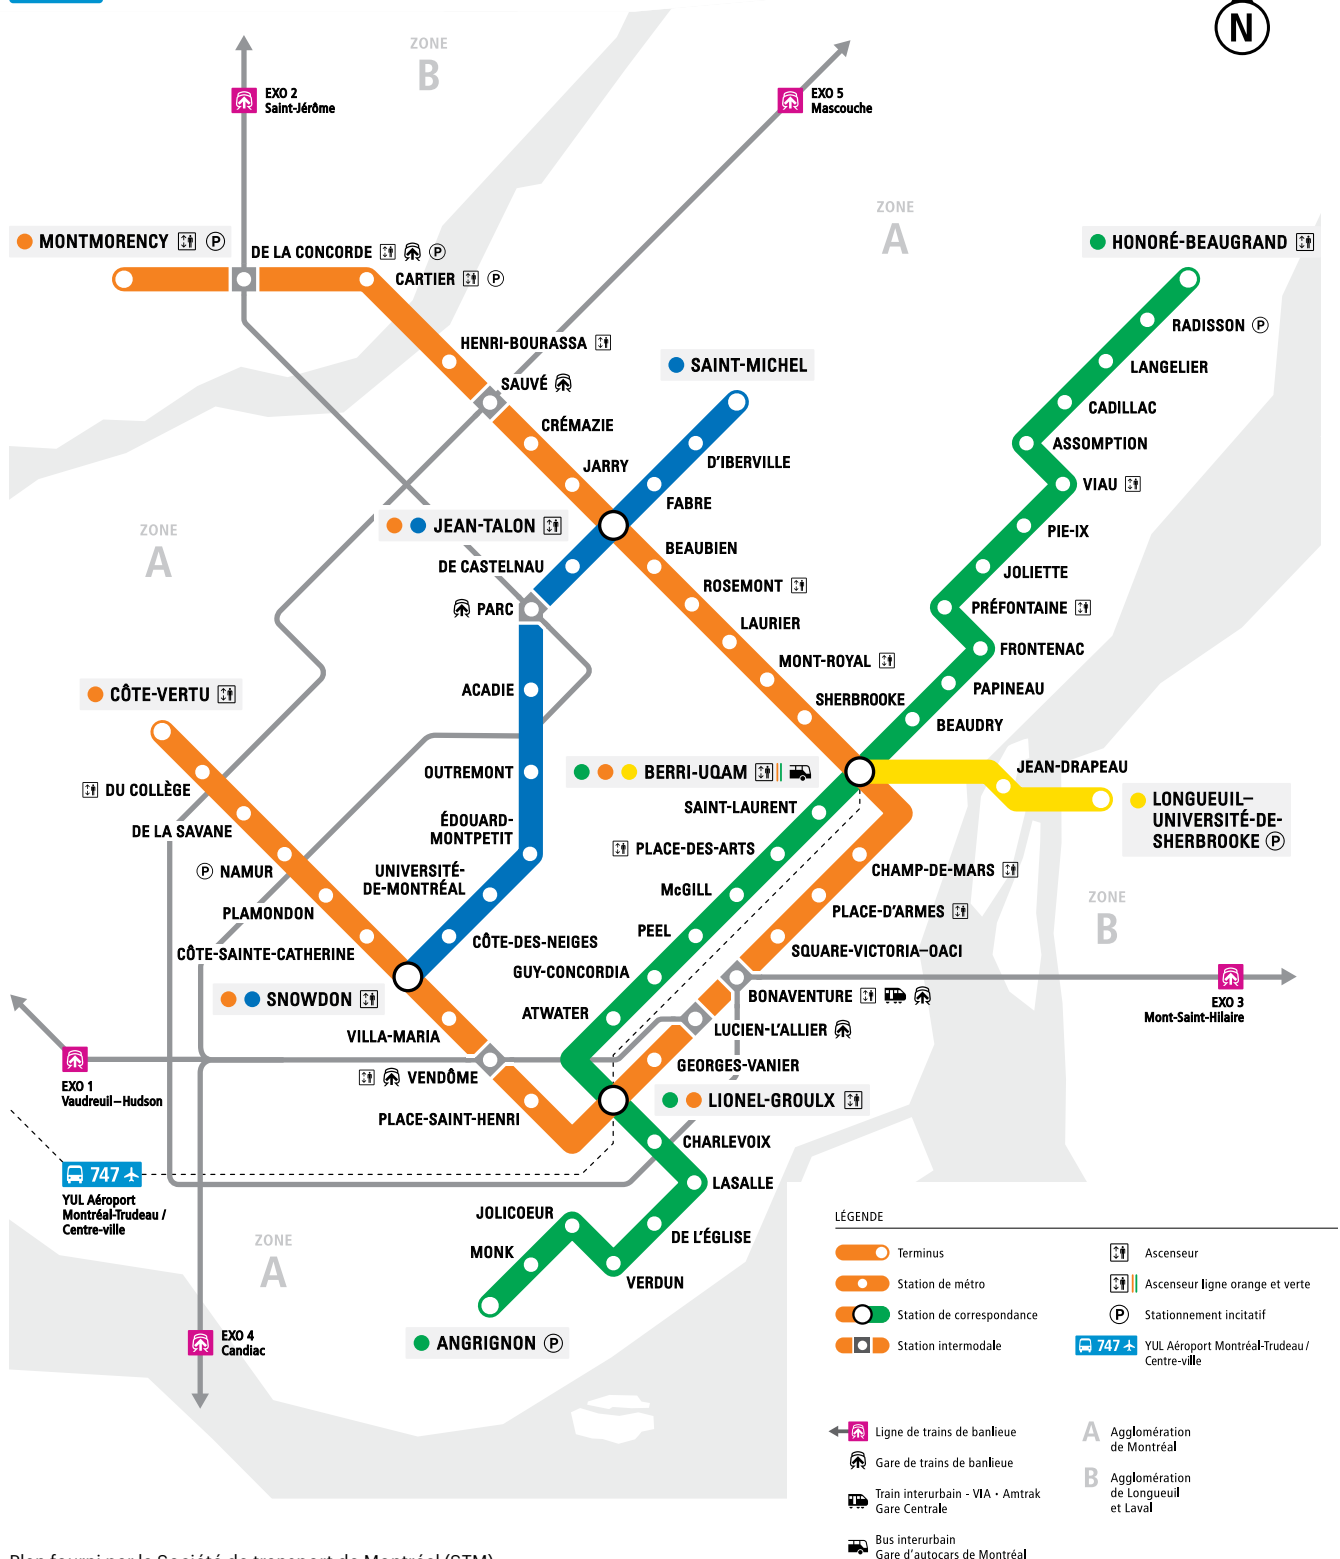 N
ZONE
B
EXO 2
Saint-Jérôme
EXO 5
Mascouche
ZONE
A
MONTMORENCY P
DE LA CONCORDE P
CARTIER P
HONORÉ-BEAUGRAND
RADISSON P
HENRI-BOURASSA
LANGELIER
SAINT-MICHEL
SAUVÉ
CADILLAC
CRÉMAZIE
ASSOMPTION
JARRY
D'IBERVILLE
VIAU
FABRE
JEAN-TALON
PIE-IX
ZONE
A
BEAUBIEN
DE CASTELNAU
JOLIETTE
ROSEMONT
PARC
PRÉFONTAINE
LAURIER
FRONTENAC
MONT-ROYAL
ACADIE
PAPINEAU
CÔTE-VERTU
SHERBROOKE
BEAUDRY
OUTREMONT
BERRI-UQAM
JEAN-DRAPEAU
DU COLLÈGE
LONGUEUIL–
UNIVERSITÉ-DE-
SHERBROOKE P
SAINT-LAURENT
DE LA SAVANE
ÉDOUARD-
MONTPETIT
PLACE-DES-ARTS
P NAMUR
UNIVERSITÉ-
DE-MONTRÉAL
CHAMP-DE-MARS
McGILL
ZONE
B
PLAMONDON
PLACE-D'ARMES
PEEL
CÔTE-SAINTE-CATHERINE
CÔTE-DES-NEIGES
SQUARE-VICTORIA–OACI
GUY-CONCORDIA
SNOWDON
BONAVENTURE
EXO 3
Mont-Saint-Hilaire
ATWATER
VILLA-MARIA
LUCIEN-L'ALLIER
GEORGES-VANIER
VENDÔME
EXO 1
Vaudreuil–Hudson
LIONEL-GROULX
PLACE-SAINT-HENRI
CHARLEVOIX
747
YUL Aéroport
Montréal-Trudeau /
Centre-ville
LASALLE
JOLICOEUR
DE L'ÉGLISE
ZONE
A
MONK
VERDUN
EXO 4
Candiac
ANGRIGNON P
LÉGENDE
Terminus
Station de métro
Station de correspondance
Station intermodale
Ascenseur
Ascenseur ligne orange et verte
P Stationnement incitatif
747 YUL Aéroport Montréal-Trudeau /
Centre-ville
Ligne de trains de banlieue
Gare de trains de banlieue
Train interurbain - VIA • Amtrak
Gare Centrale
Bus interurbain
Gare d'autocars de Montréal
A Agglomération
de Montréal
B Agglomération
de Longueuil
et Laval
Plan fourni par la Société de transport de Montréal (STM)